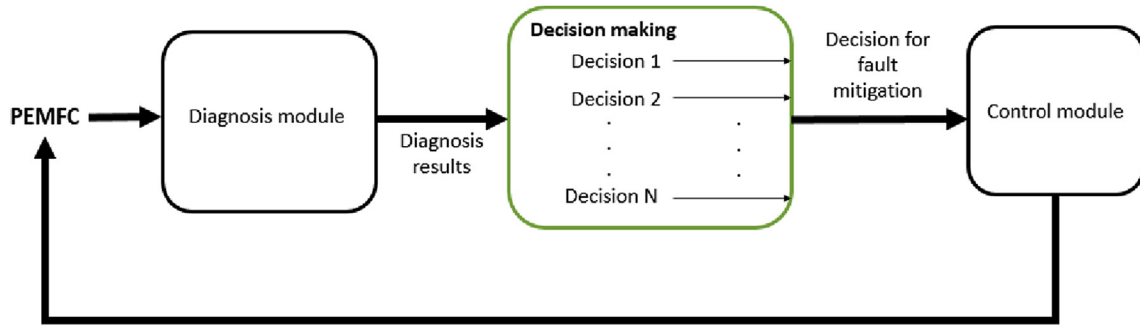 PEMFC
Diagnosis module
Diagnosis
results
Decision making
Decision 1
Decision 2
Decision N
Decision for
fault
mitigation
Control module